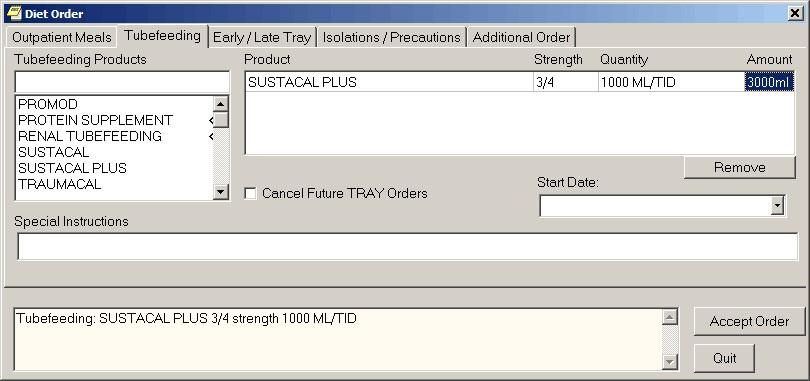 Diet Order
Outpatient Meals Tubefeeding Early / Late Tray Isolations / Precautions Additional Order
Tubefeeding Products
PROMOD
PROTEIN SUPPLEMENT <
RENAL TUBEFEEDING <
SUSTACAL
SUSTACAL PLUS
TRAUMACAL
Product Strength Quantity Amount
SUSTACAL PLUS 3/4 1000 ML/TID 3000ml
Remove
Cancel Future TRAY Orders
Start Date:
Special Instructions
Tubefeeding: SUSTACAL PLUS 3/4 strength 1000 ML/TID
Accept Order
Quit